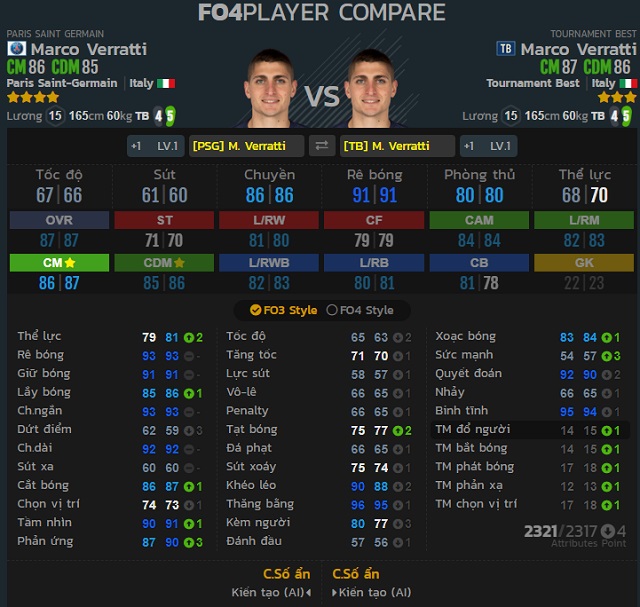 FO4PLAYER COMPARE
PARIS SAINT GERMAIN TOURNAMENT BEST
Marco Verratti TB Marco Verratti
CM 86 CDM 85 CM 87 CDM 86
Paris Saint-Germain Italy Tournament Best Italy
VS
Lương 15 165cm 60kg TB 4 5 Lương 15 165cm 60kg TB 4 5
+1 LV.1 [PSG] M. Verratti [TB] M. Verratti +1 LV.1
Tốc độ Sút Chuyền Rê bóng Phòng thủ Thể lực
67|66 61|60 86|86 91|91 80|80 68|70
OVR ST L/RW CF CAM L/RM
87|87 71|70 81|80 79|79 84|84 82|83
CM CDM L/RWB L/RB CB GK
86|87 85|86 82|83 80|81 81|78 22|23
FO3 Style FO4 Style
Thể lực 79 81 2 Tốc độ 65 63 2 Xoạc bóng 83 84 1
Rê bóng 93 93 - Tăng tốc 71 70 1 Sức mạnh 54 57 3
Giữ bóng 91 91 - Lực sút 58 57 1 Quyết đoán 92 90 2
Lấy bóng 85 86 1 Vô-lê 66 65 1 Nhảy 66 65 1
Ch.ngắn 93 93 - Penalty 66 65 1 Bình tĩnh 95 94 1
Dứt điểm 62 59 3 Tạt bóng 75 77 2 TM đổ người 14 15 1
Ch.dài 92 92 - Đá phạt 66 65 1 TM bắt bóng 14 15 1
Sút xa 60 60 - Sút xoáy 75 74 1 TM phát bóng 17 18 1
Cắt bóng 86 87 1 Khéo léo 90 88 2 TM phản xạ 12 13 1
Chọn vị trí 74 73 1 Thăng bằng 96 95 1 TM chọn vị trí 17 18 1
Tầm nhìn 90 91 1 Kèm người 80 77 3
Phản ứng 87 90 3 Đánh đầu 57 56 1
2321/2317 4
Attributes Point
C.Số ẩn C.Số ẩn
Kiến tạo (AI) Kiến tạo (AI)